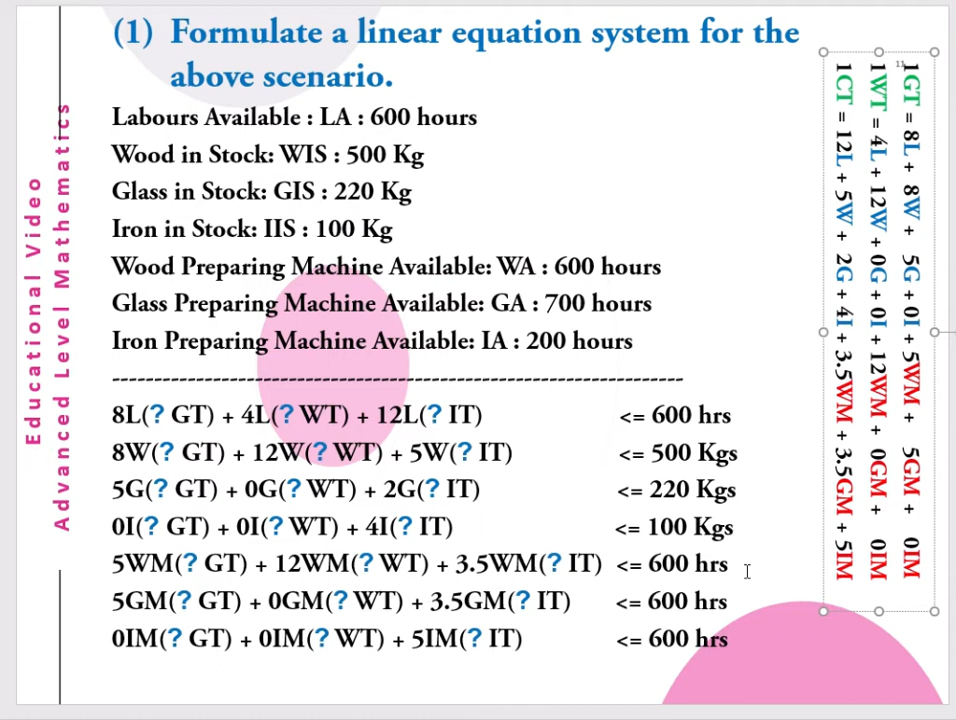 (1) Formulate a linear equation system for the
above scenario.
Labours Available : LA : 600 hours
Wood in Stock: WIS : 500 Kg
Glass in Stock: GIS : 220 Kg
Iron in Stock: IIS : 100 Kg
Wood Preparing Machine Available: WA : 600 hours
Glass Preparing Machine Available: GA : 700 hours
Iron Preparing Machine Available: IA : 200 hours
--------------------------------------------------------------------
8L(? GT) + 4L(? WT) + 12L(? IT) <= 600 hrs
8W(? GT) + 12W(? WT) + 5W(? IT) <= 500 Kgs
5G(? GT) + 0G(? WT) + 2G(? IT) <= 220 Kgs
0I(? GT) + 0I(? WT) + 4I(? IT) <= 100 Kgs
5WM(? GT) + 12WM(? WT) + 3.5WM(? IT) <= 600 hrs
5GM(? GT) + 0GM(? WT) + 3.5GM(? IT) <= 600 hrs
0IM(? GT) + 0IM(? WT) + 5IM(? IT) <= 600 hrs
Educational Video
Advanced Level Mathematics
11
1GT = 8L + 8W + 5G + 0I + 5WM + 5GM + 0IM
1WT = 4L + 12W + 0G + 0I + 12WM + 0GM + 0IM
1CT = 12L + 5W + 2G + 4I + 3.5WM + 3.5GM + 5IM